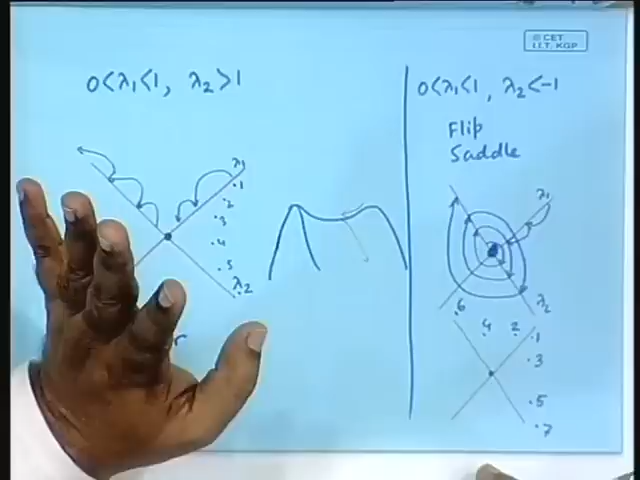 © CET
I.I.T. KGP
0<λ₁<1, λ₂>1
0<λ₁<1, λ₂<-1
Flip
Saddle
λ₁
.1
.2
.3
.4
.5
λ₂
r
λ₁
λ₂
.6
.4
.2
.1
.3
.5
.7